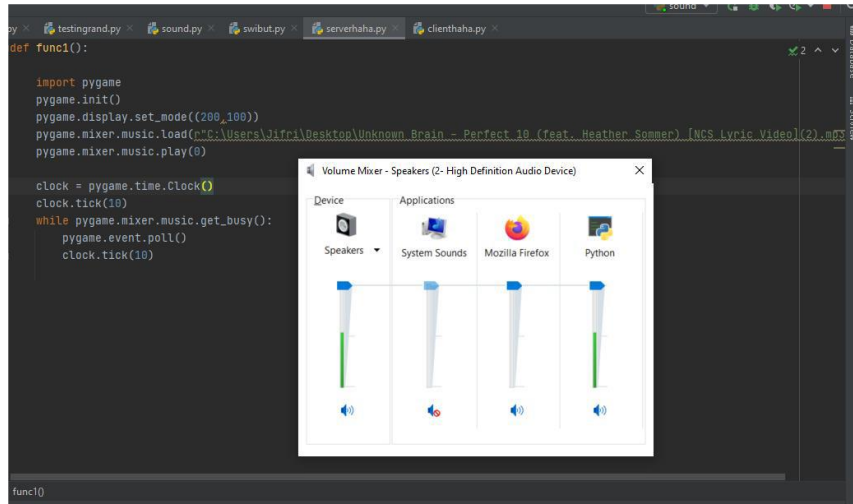 sound
py
testingrand.py
sound.py
swibut.py
serverhaha.py
clienthaha.py
def func1():
2
Database
import pygame
pygame.init()
pygame.display.set_mode((200,100))
pygame.mixer.music.load(r"C:\Users\Jifri\Desktop\Unknown Brain - Perfect 10 (feat. Heather Sommer) [NCS Lyric Video](2).mp3
pygame.mixer.music.play(0)
clock = pygame.time.Clock()
clock.tick(10)
while pygame.mixer.music.get_busy():
pygame.event.poll()
clock.tick(10)
Volume Mixer - Speakers (2- High Definition Audio Device)
Device
Applications
Speakers
System Sounds
Mozilla Firefox
Python
func1()